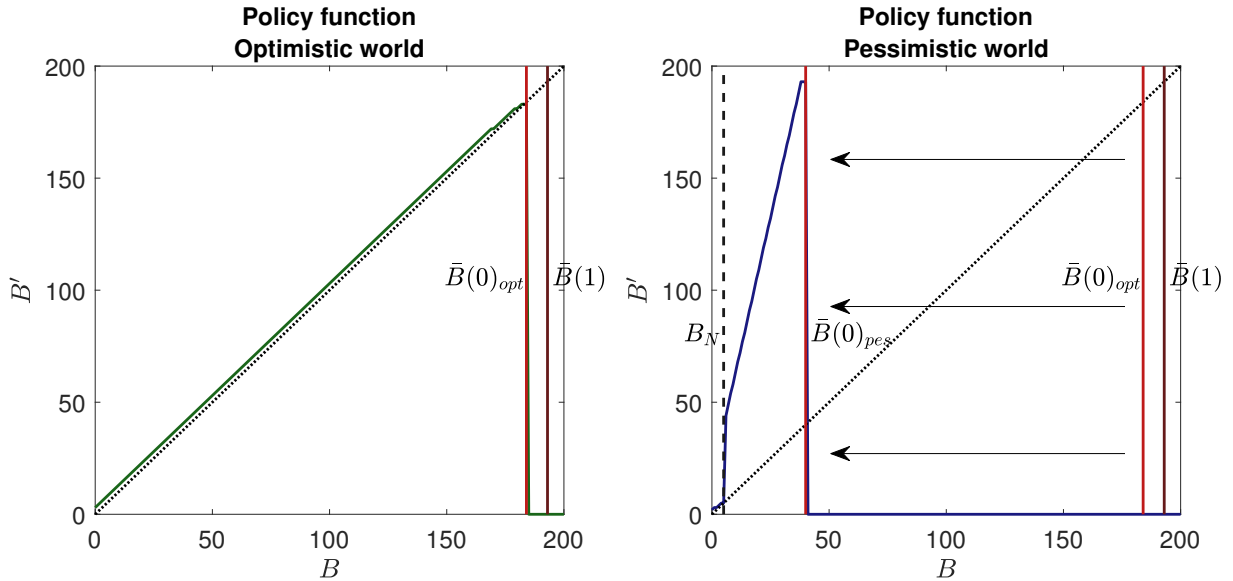 Policy function
Optimistic world
200
150
100
50
0
B′
B̄(0)opt
B̄(1)
0 50 100 150 200
B
Policy function
Pessimistic world
200
150
100
50
0
B′
B̄(0)opt
B̄(1)
B_N
B̄(0)pes
0 50 100 150 200
B